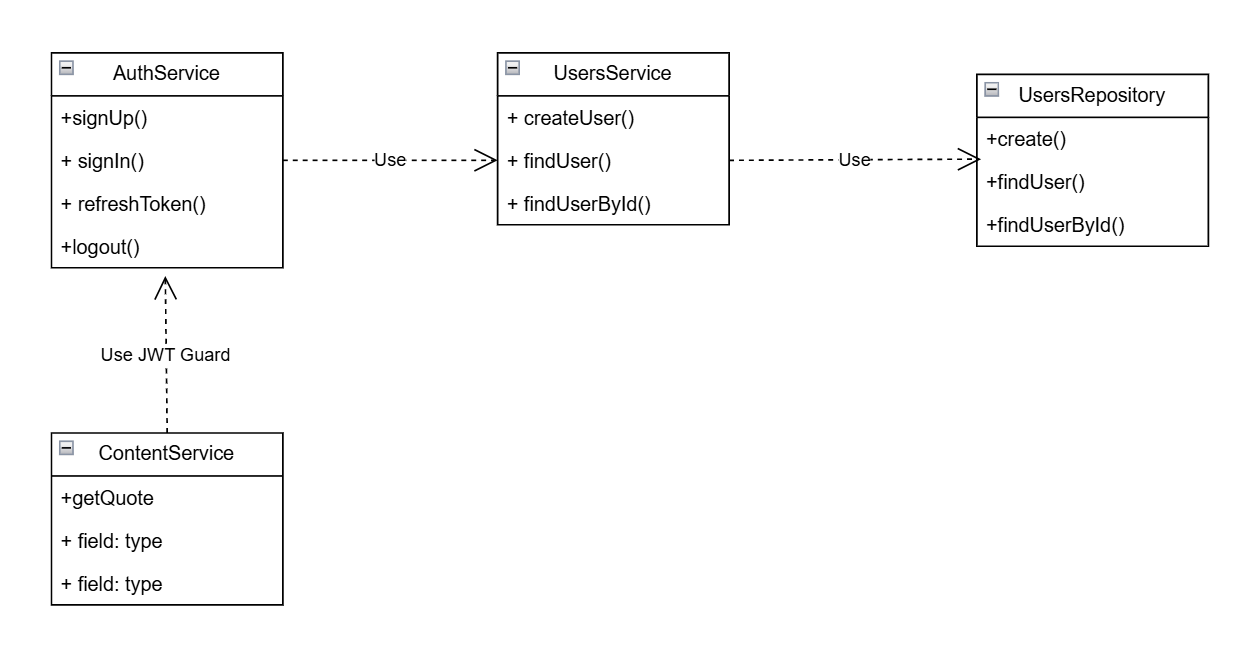 AuthService
+signUp()
+ signIn()
+ refreshToken()
+logout()
Use
UsersService
+ createUser()
+ findUser()
+ findUserById()
Use
UsersRepository
+create()
+findUser()
+findUserById()
Use JWT Guard
ContentService
+getQuote
+ field: type
+ field: type